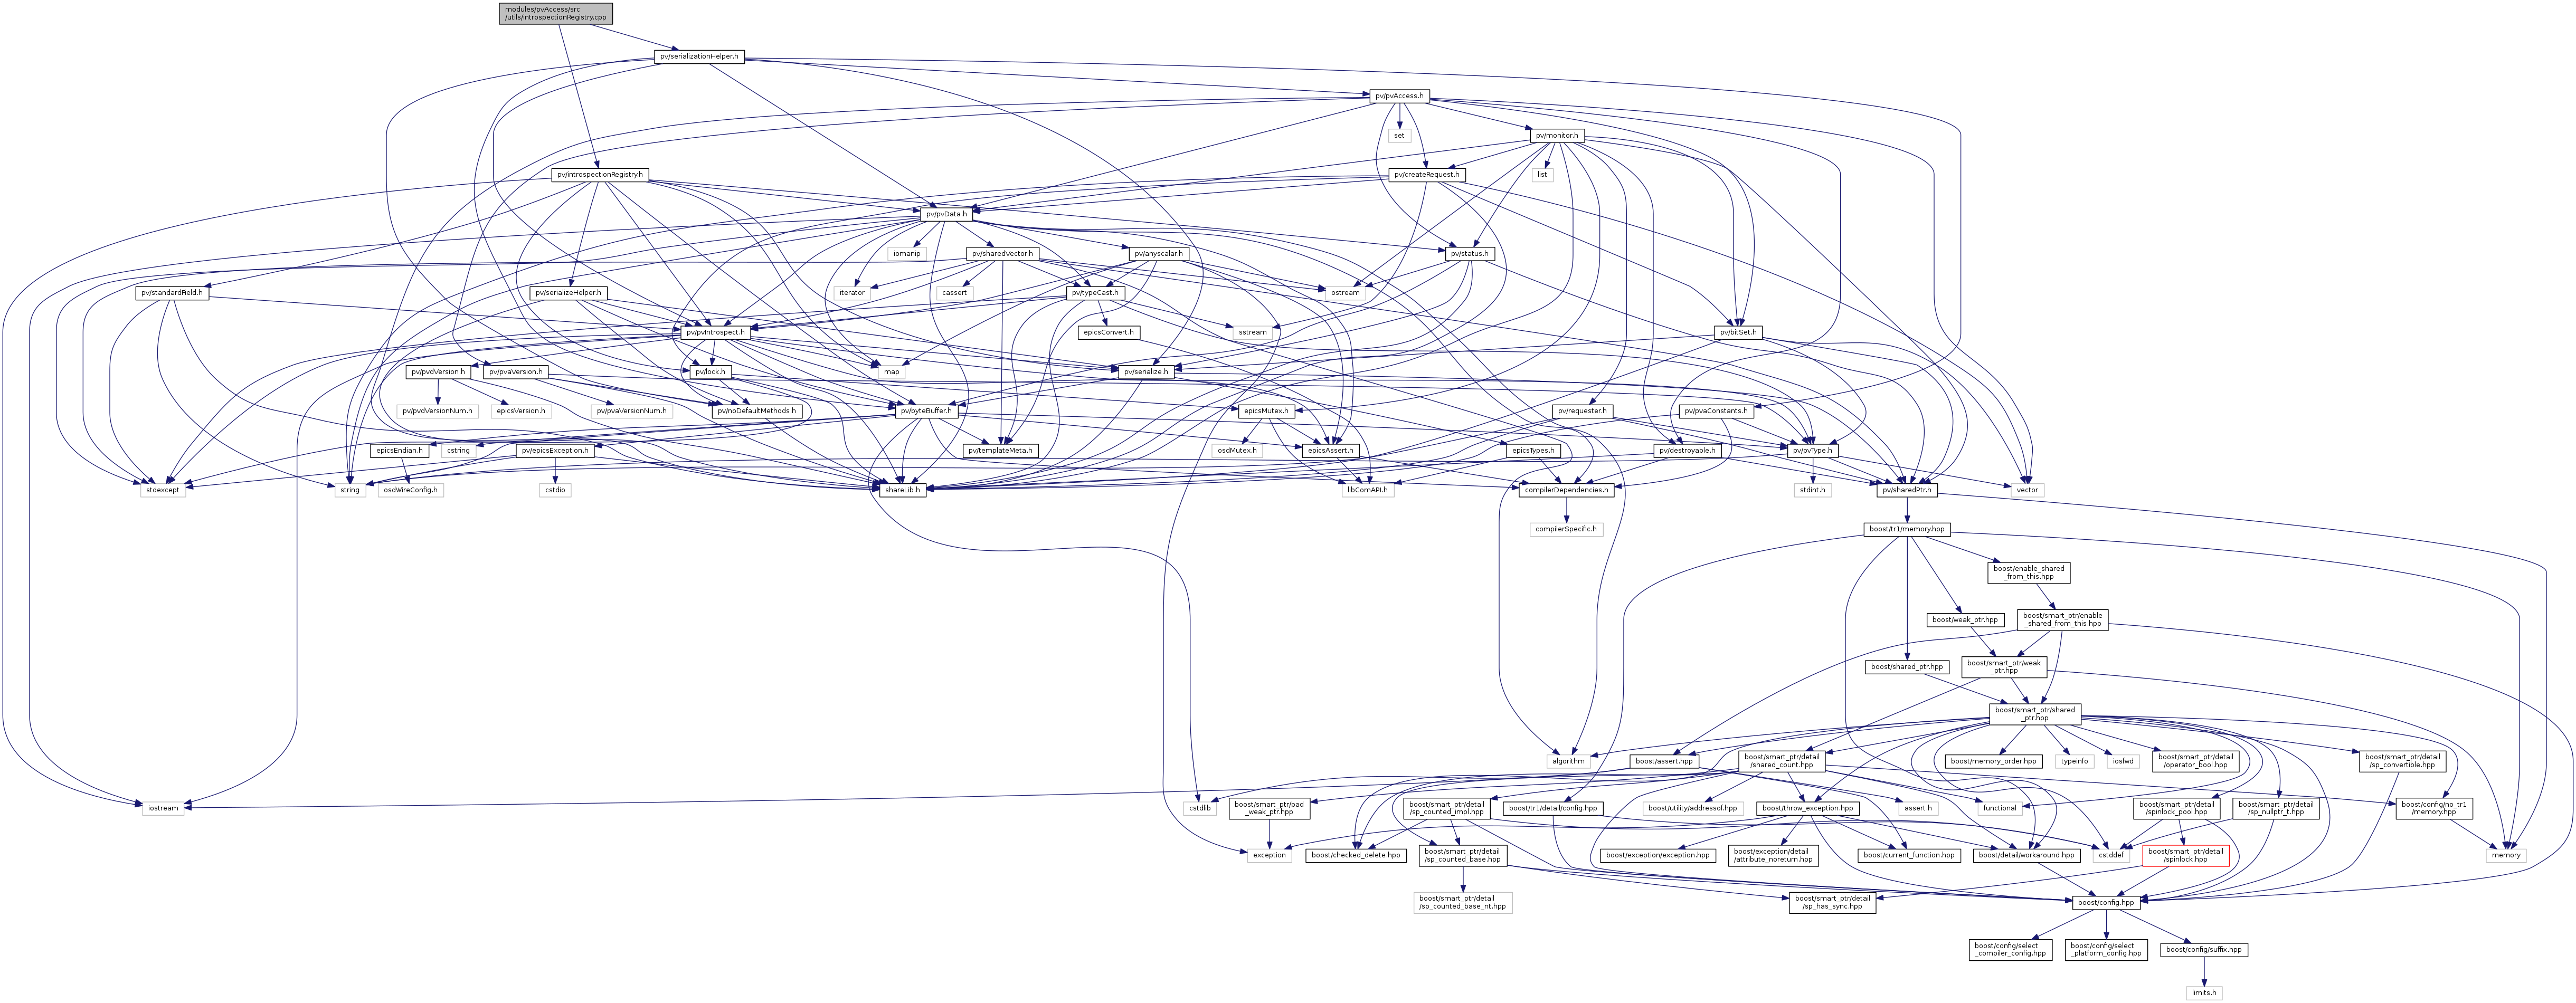 modules/pvAccess/src
/utils/introspectionRegistry.cpp
pv/serializationHelper.h
pv/pvAccess.h
set
pv/monitor.h
pv/introspectionRegistry.h
list
pv/createRequest.h
pv/pvData.h
iomanip
pv/sharedVector.h
pv/anyscalar.h
pv/status.h
pv/standardField.h
pv/serializeHelper.h
iterator
cassert
pv/typeCast.h
ostream
pv/pvIntrospect.h
epicsConvert.h
sstream
pv/bitSet.h
pv/pvdVersion.h
pv/pvaVersion.h
pv/lock.h
map
pv/serialize.h
pv/pvdVersionNum.h
epicsVersion.h
pv/pvaVersionNum.h
pv/noDefaultMethods.h
pv/byteBuffer.h
epicsMutex.h
pv/requester.h
pv/pvaConstants.h
epicsEndian.h
cstring
pv/epicsException.h
pv/templateMeta.h
osdMutex.h
epicsAssert.h
epicsTypes.h
pv/destroyable.h
pv/pvType.h
stdexcept
string
osdWireConfig.h
cstdio
shareLib.h
libComAPI.h
compilerDependencies.h
stdint.h
pv/sharedPtr.h
vector
compilerSpecific.h
boost/tr1/memory.hpp
boost/enable_shared
_from_this.hpp
boost/weak_ptr.hpp
boost/smart_ptr/enable
_shared_from_this.hpp
boost/shared_ptr.hpp
boost/smart_ptr/weak
_ptr.hpp
boost/smart_ptr/shared
_ptr.hpp
algorithm
boost/assert.hpp
boost/smart_ptr/detail
/shared_count.hpp
boost/memory_order.hpp
typeinfo
iosfwd
boost/smart_ptr/detail
/operator_bool.hpp
boost/smart_ptr/detail
/sp_convertible.hpp
iostream
cstdlib
boost/smart_ptr/bad
_weak_ptr.hpp
boost/smart_ptr/detail
/sp_counted_impl.hpp
boost/tr1/detail/config.hpp
boost/utility/addressof.hpp
boost/throw_exception.hpp
assert.h
functional
boost/smart_ptr/detail
/spinlock_pool.hpp
boost/smart_ptr/detail
/sp_nullptr_t.hpp
boost/config/no_tr1
/memory.hpp
exception
boost/checked_delete.hpp
boost/smart_ptr/detail
/sp_counted_base.hpp
boost/exception/exception.hpp
boost/exception/detail
/attribute_noreturn.hpp
boost/current_function.hpp
boost/detail/workaround.hpp
cstddef
boost/smart_ptr/detail
/spinlock.hpp
memory
boost/smart_ptr/detail
/sp_counted_base_nt.hpp
boost/smart_ptr/detail
/sp_has_sync.hpp
boost/config.hpp
boost/config/select
_compiler_config.hpp
boost/config/select
_platform_config.hpp
boost/config/suffix.hpp
limits.h